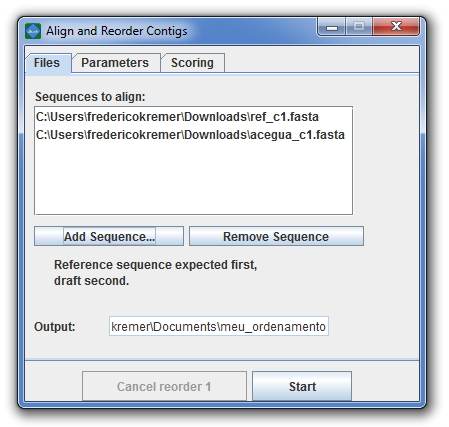 Align and Reorder Contigs
Files Parameters Scoring
Sequences to align:
C:\Users\fredericokremer\Downloads\ref_c1.fasta
C:\Users\fredericokremer\Downloads\acegua_c1.fasta
Add Sequence... Remove Sequence
Reference sequence expected first,
draft second.
Output: kremer\Documents\meu_ordenamento
Cancel reorder 1 Start